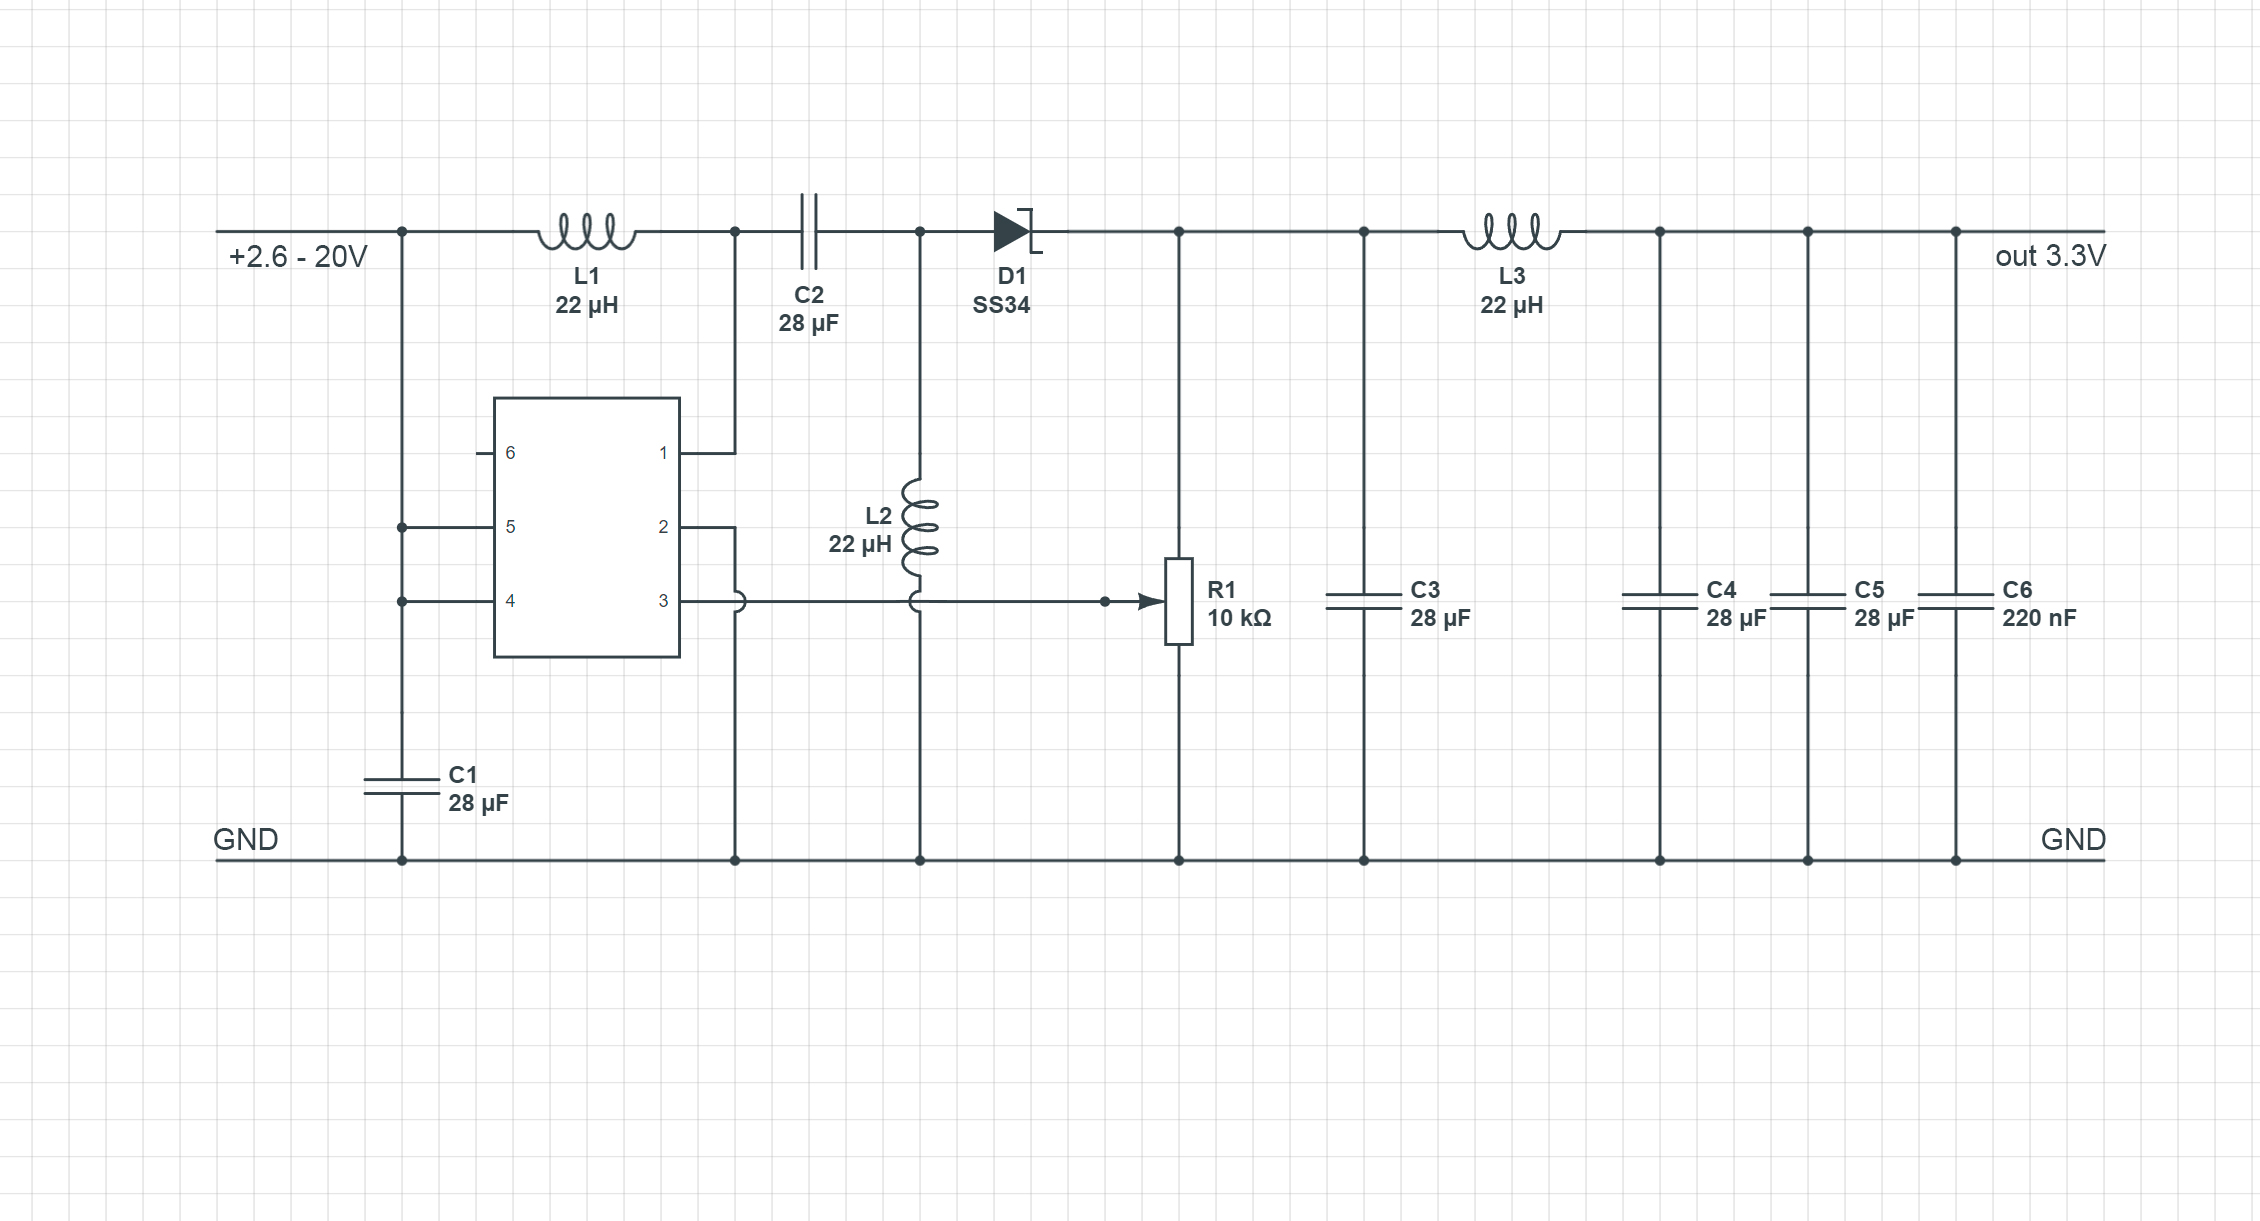 +2.6 - 20V
L1
22 µH
C2
28 µF
D1
SS34
L3
22 µH
out 3.3V
6
1
5
2
4
3
L2
22 µH
R1
10 kΩ
C3
28 µF
C4
28 µF
C5
28 µF
C6
220 nF
C1
28 µF
GND
GND